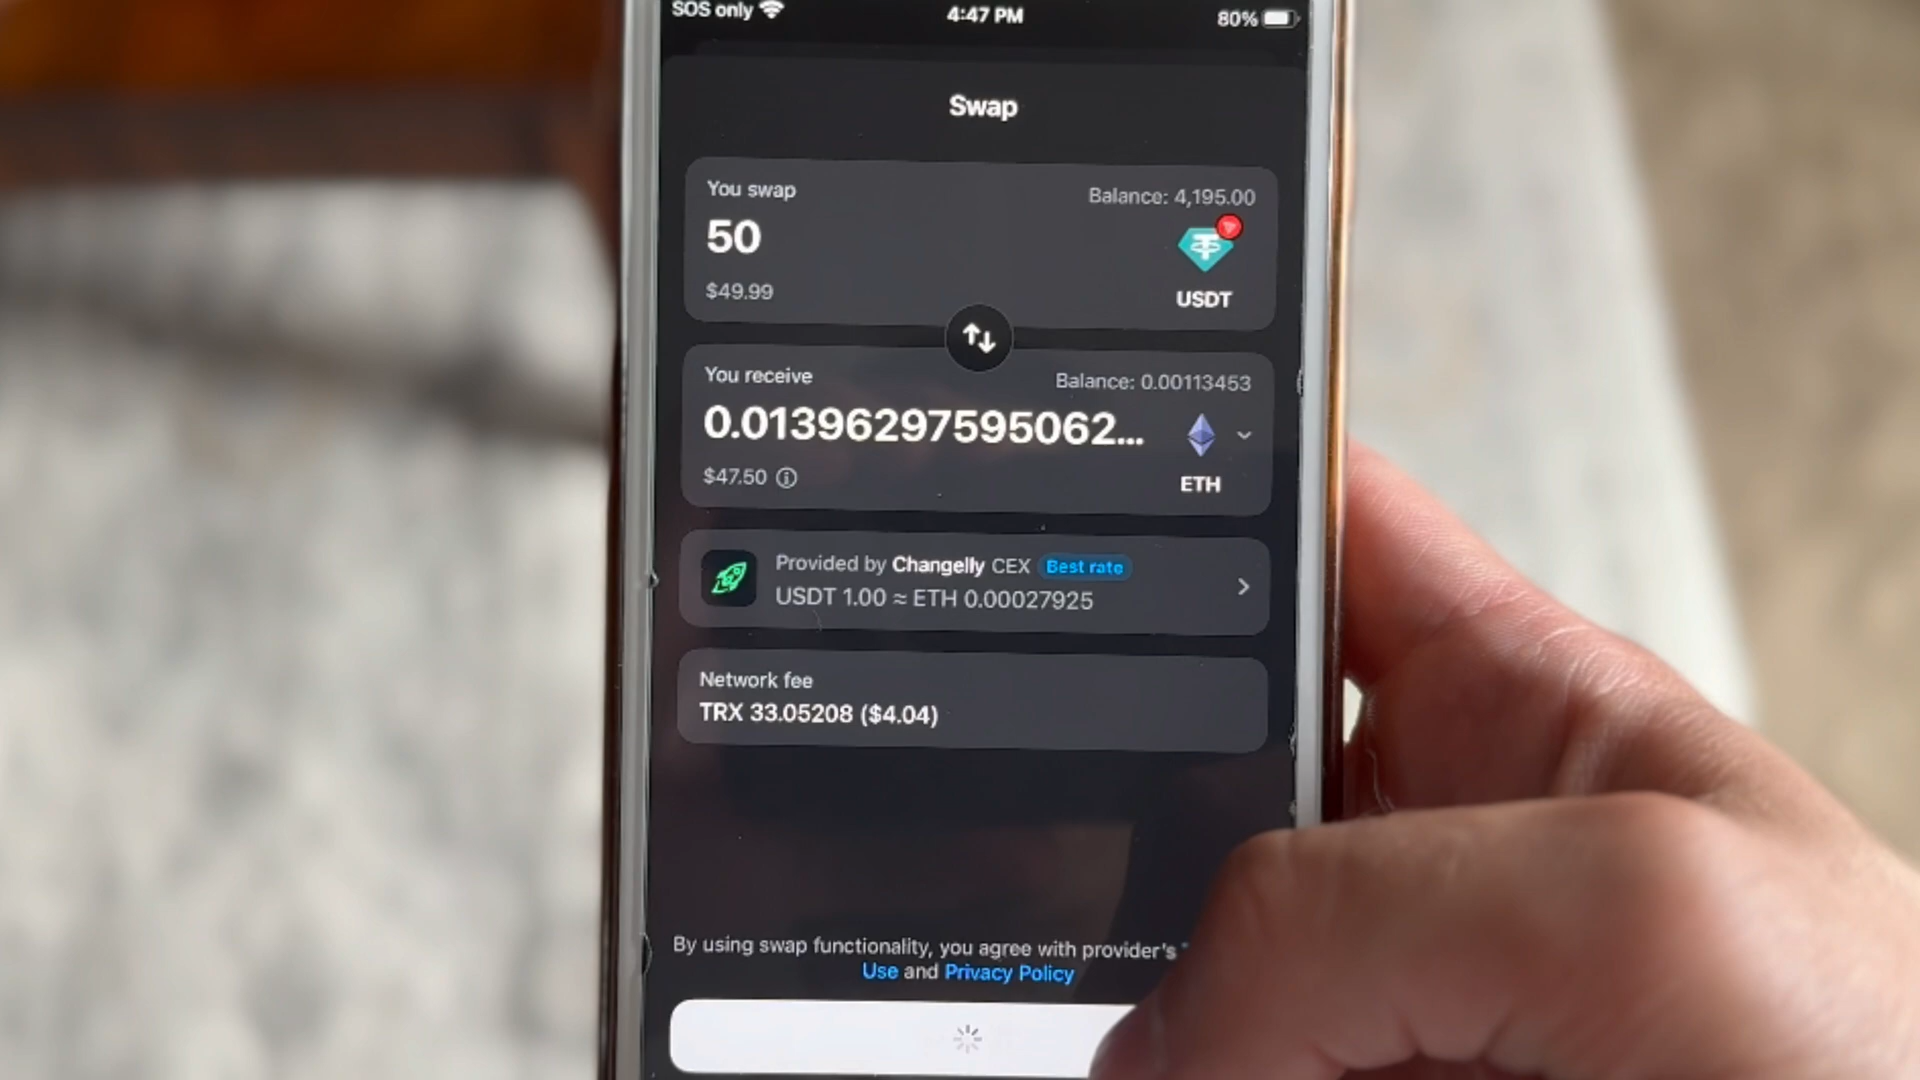 SOS only
4:47 PM
80%
Swap
You swap
Balance: 4,195.00
50
$49.99
USDT
You receive
Balance: 0.00113453
0.01396297595062...
$47.50
ETH
Provided by Changelly CEX Best rate
USDT 1.00 ≈ ETH 0.00027925
Network fee
TRX 33.05208 ($4.04)
By using swap functionality, you agree with provider's
Use and Privacy Policy